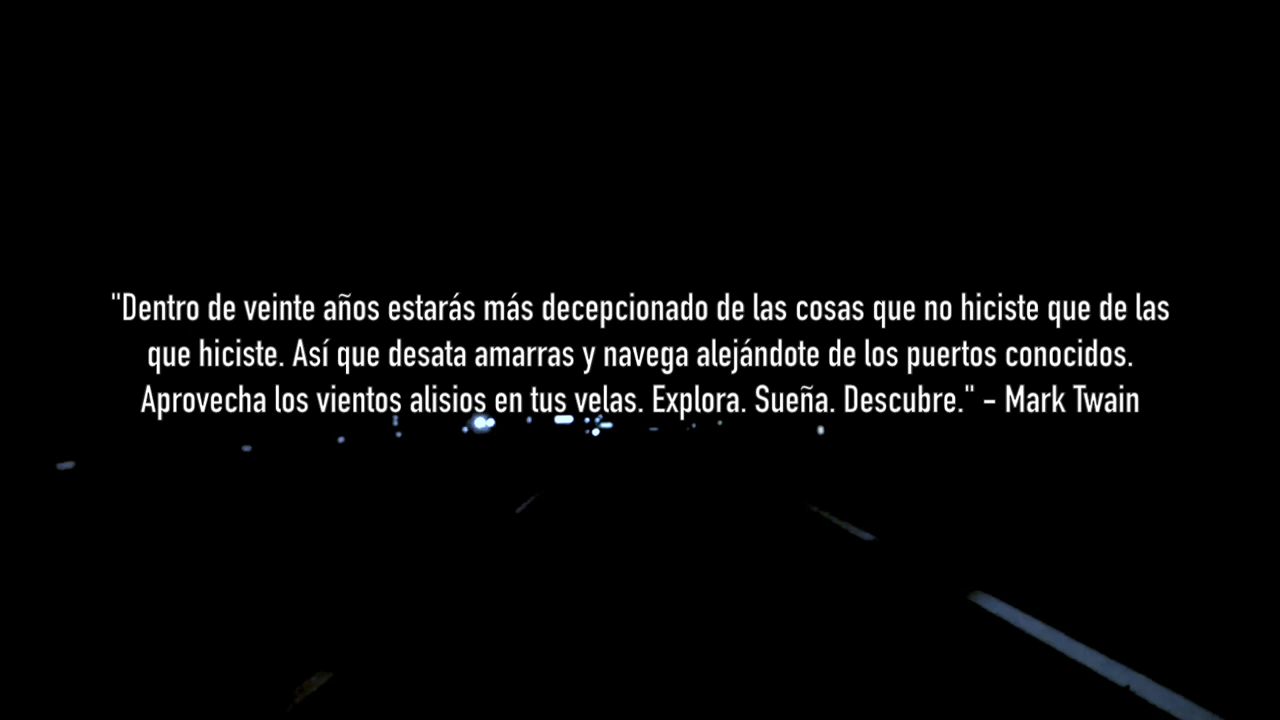 "Dentro de veinte años estarás más decepcionado de las cosas que no hiciste que de las
que hiciste. Así que desata amarras y navega alejándote de los puertos conocidos.
Aprovecha los vientos alisios en tus velas. Explora. Sueña. Descubre." - Mark Twain